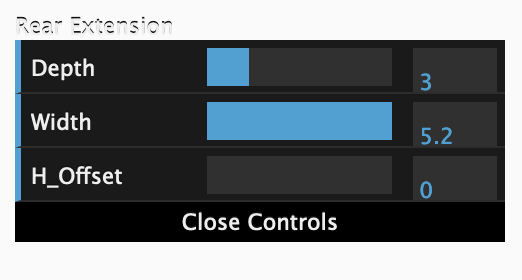 Rear Extension
Depth 3
Width 5.2
H_Offset 0
Close Controls